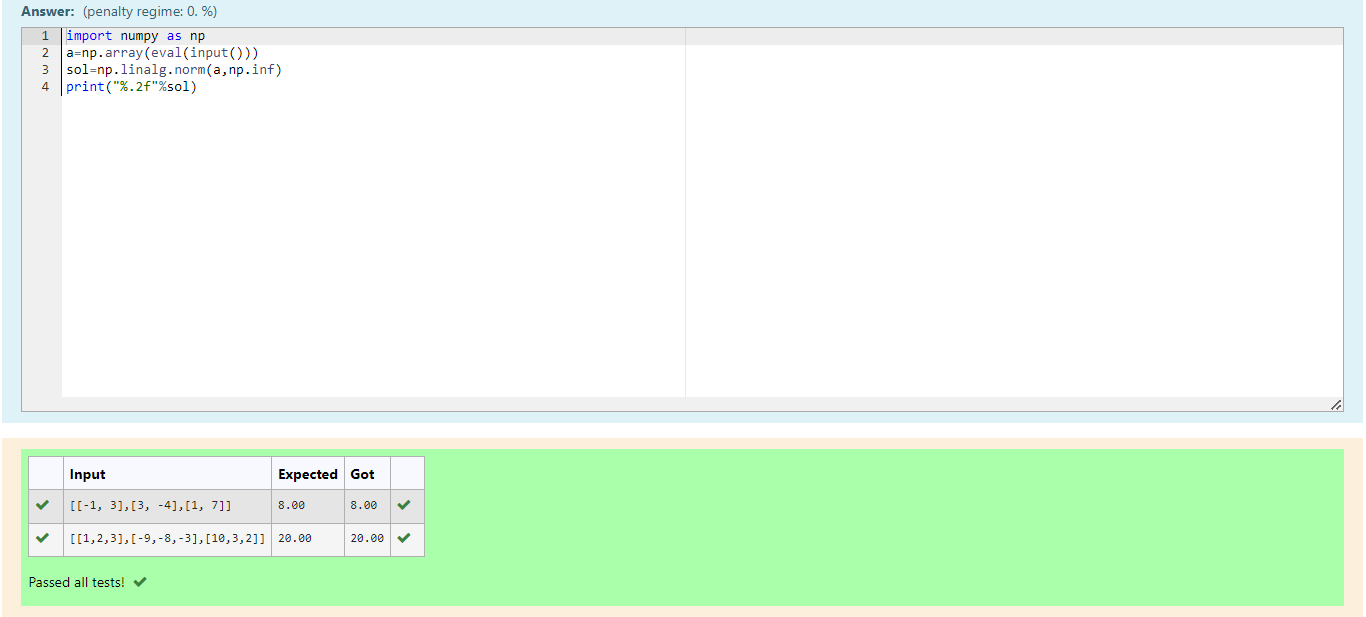 Answer: (penalty regime: 0. %)
1 import numpy as np
2 a=np.array(eval(input()))
3 sol=np.linalg.norm(a,np.inf)
4 print("%.2f"%sol)
Input Expected Got
[[-1, 3],[3, -4],[1, 7]] 8.00 8.00
[[1,2,3],[-9,-8,-3],[10,3,2]] 20.00 20.00
Passed all tests!